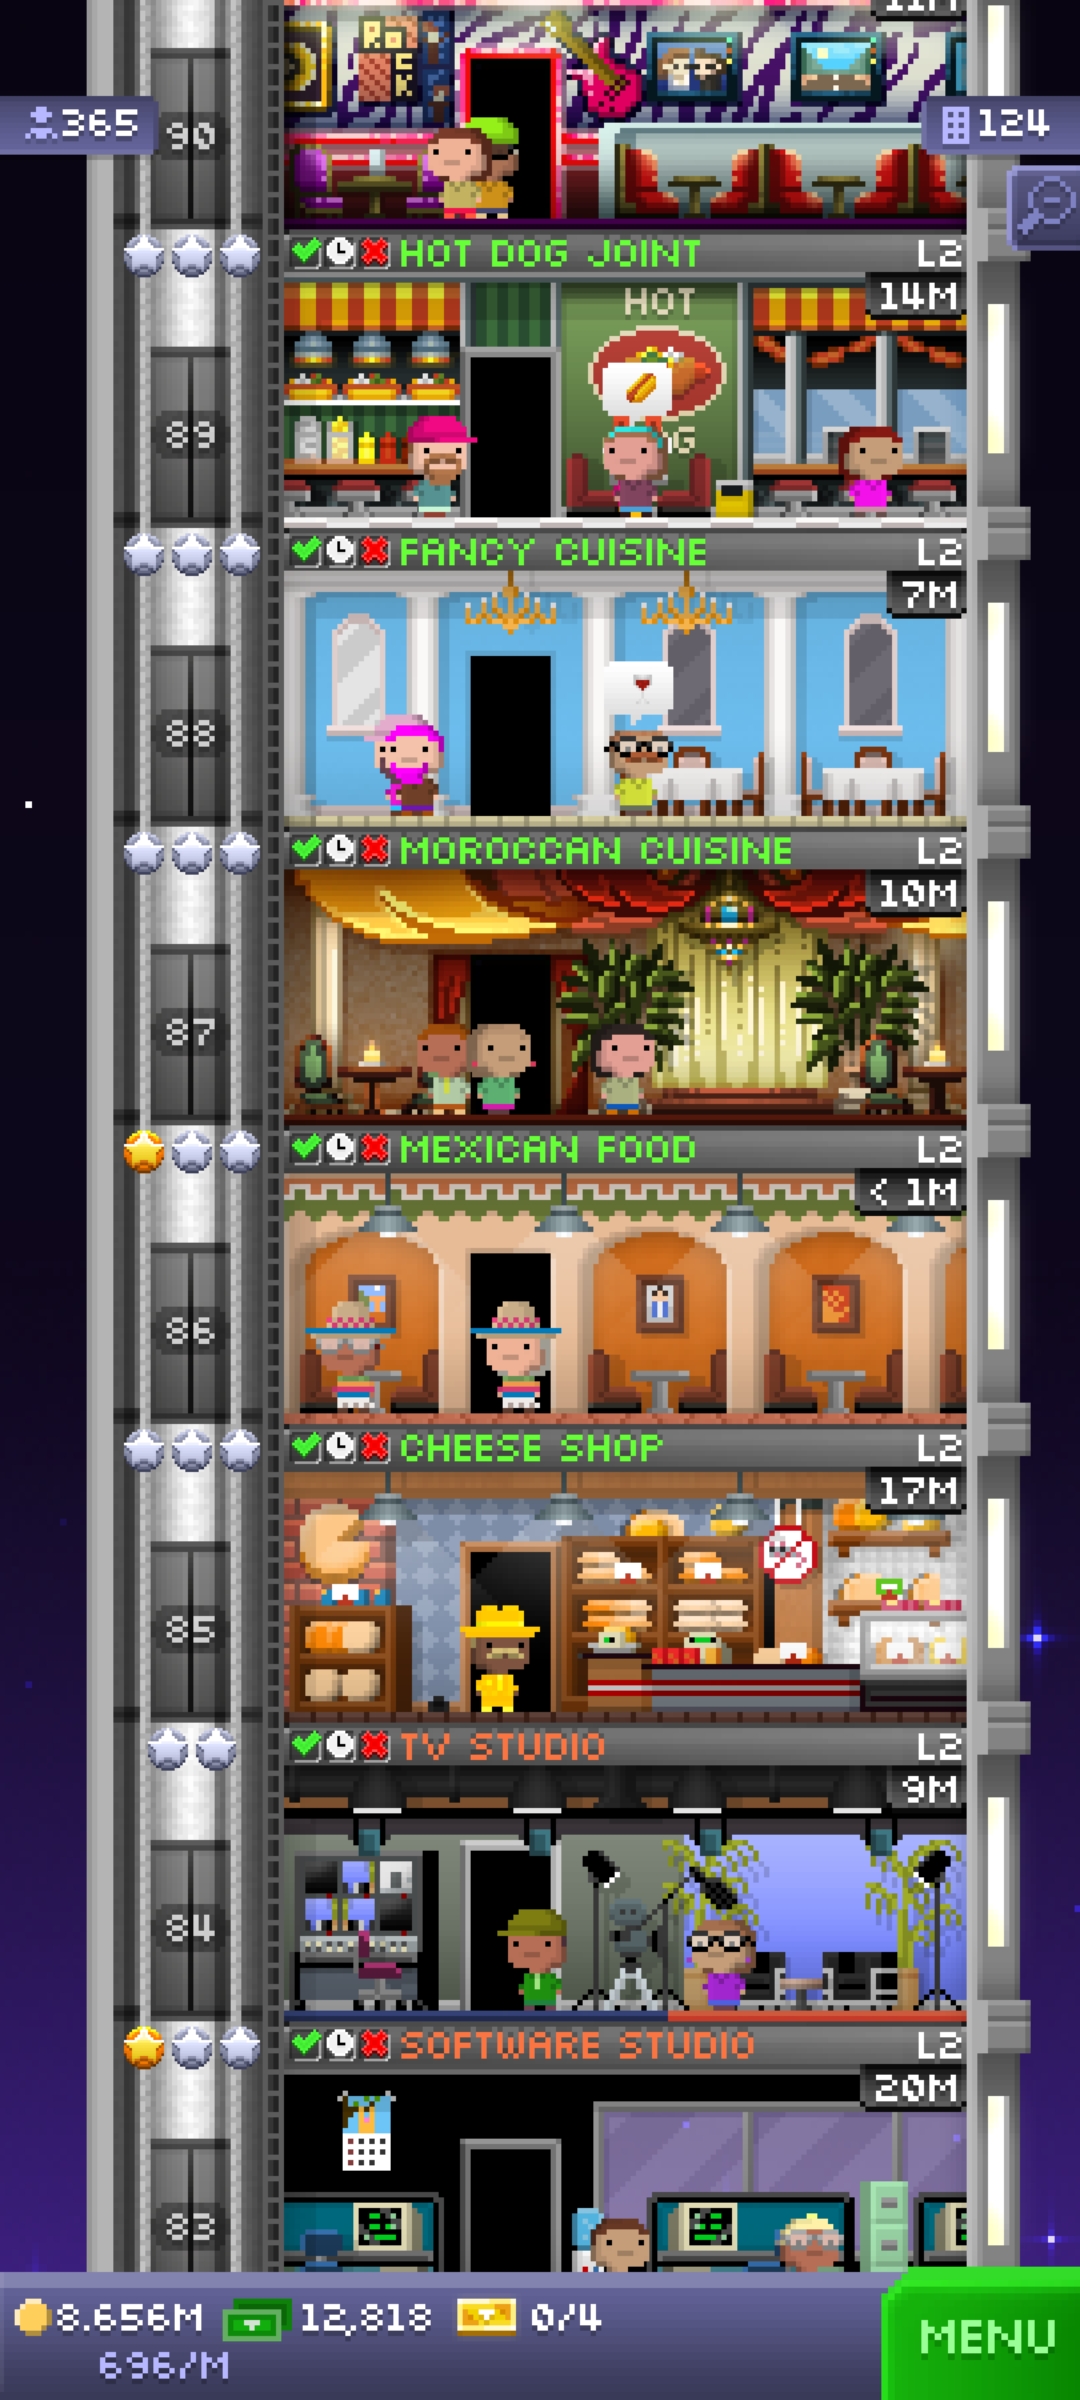 11M
365
90
124
ROCK
HOT DOG JOINT L2
14M
HOT
89
FANCY CUISINE L2
7M
88
MOROCCAN CUISINE L2
10M
87
MEXICAN FOOD L2
< 1M
86
CHEESE SHOP L2
17M
85
TV STUDIO L2
9M
84
SOFTWARE STUDIO L2
20M
83
8.656M 12,818 0/4
696/M
MENU